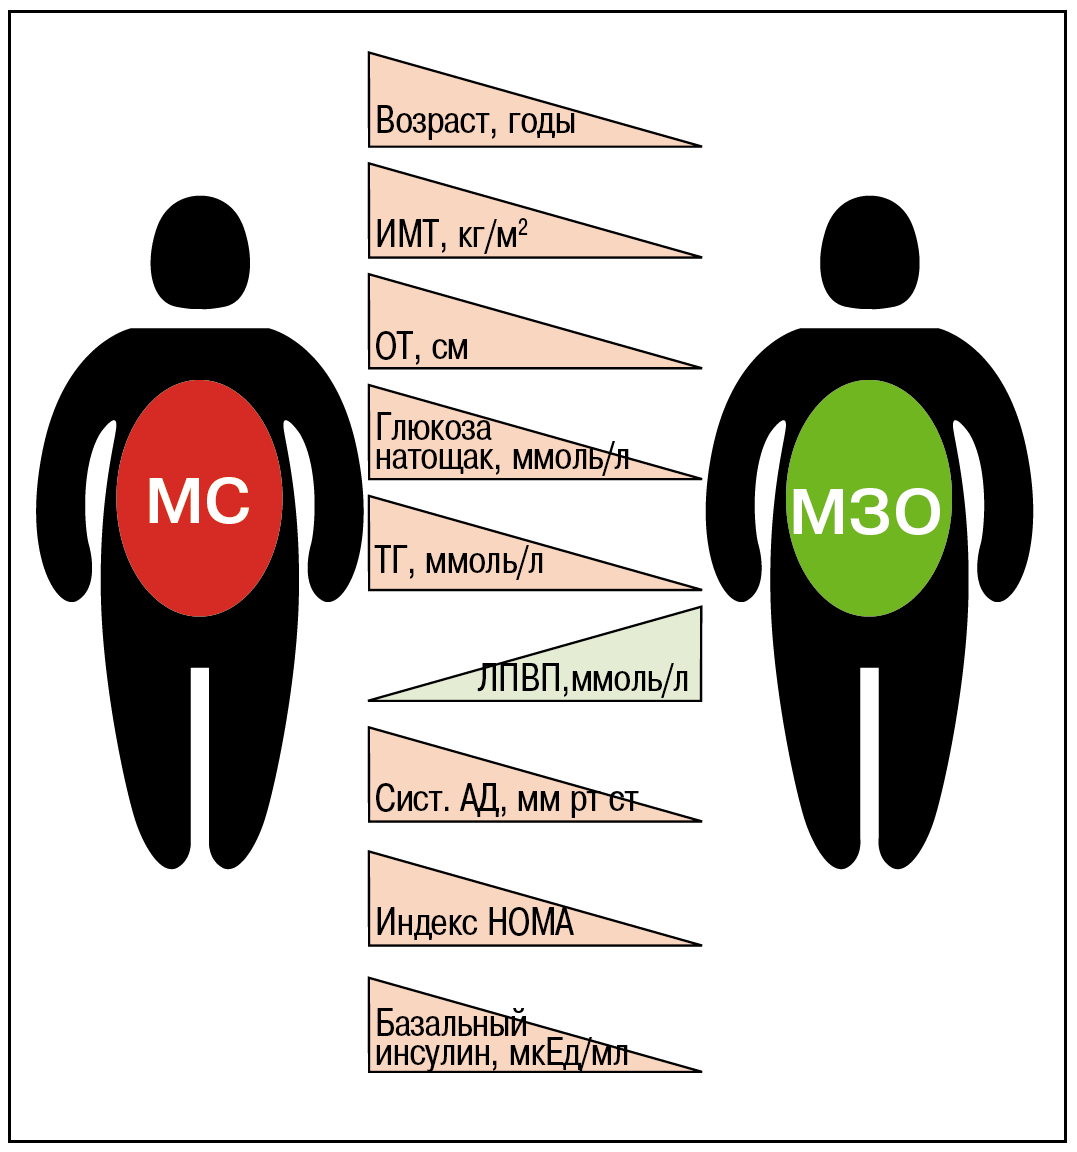 Возраст, годы
ИМТ, кг/м²
ОТ, см
Глюкоза
натощак, ммоль/л
МС
МЗО
ТГ, ммоль/л
ЛПВП,ммоль/л
Сист. АД, мм рт ст
Индекс НОМА
Базальный
инсулин, мкЕд/мл